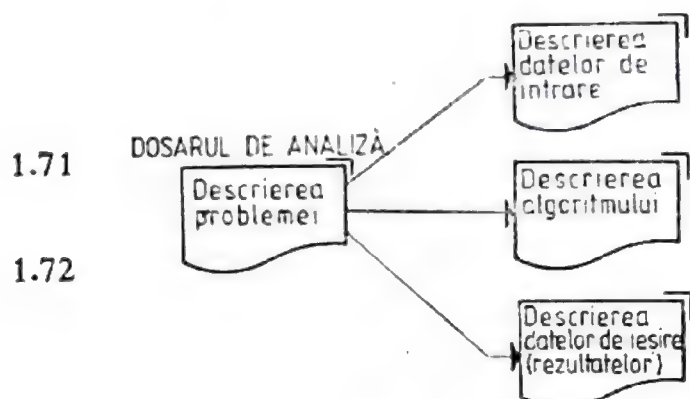 Descrierea
datelor de
intrare
DOSARUL DE ANALIZĂ
1.71
Descrierea
problemei
Descrierea
algoritmului
1.72
Descrierea
datelor de iesire
(rezultatelor)